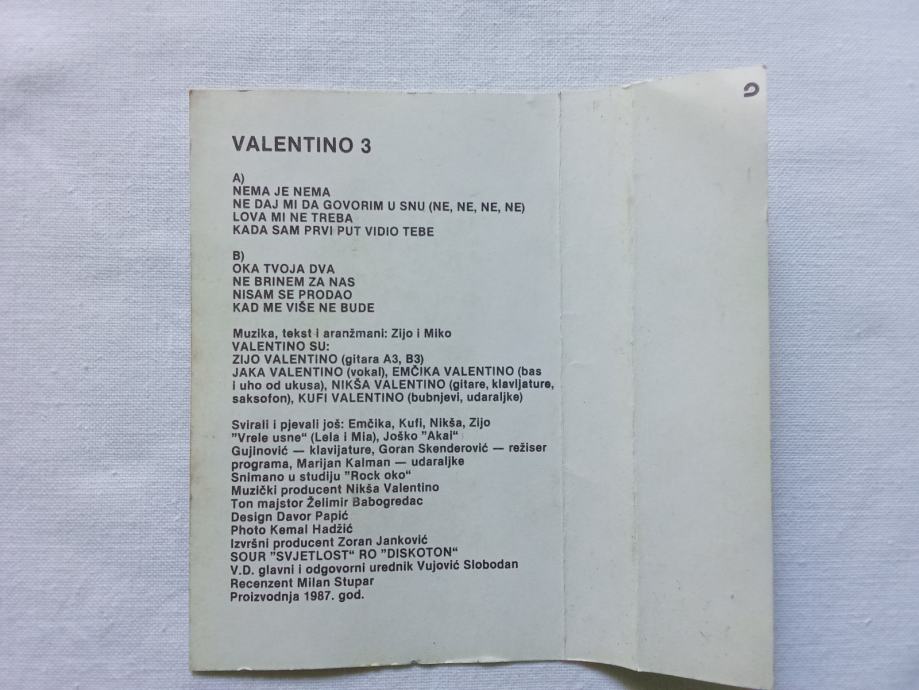 VALENTINO 3
A)
NEMA JE NEMA
NE DAJ MI DA GOVORIM U SNU (NE, NE, NE, NE)
LOVA MI NE TREBA
KADA SAM PRVI PUT VIDIO TEBE
B)
OKA TVOJA DVA
NE BRINEM ZA NAS
NISAM SE PRODAO
KAD ME VIŠE NE BUDE
Muzika, tekst i aranžmani: Zijo i Miko
VALENTINO SU:
ZIJO VALENTINO (gitara A3, B3)
JAKA VALENTINO (vokal), EMČIKA VALENTINO (bas
i uho od ukusa), NIKŠA VALENTINO (gitare, klavijature,
saksofon), KUFI VALENTINO (bubnjevi, udaraljke)
Svirali i pjevali još: Emčika, Kufi, Nikša, Zijo
"Vrele usne“ (Lela i Mia), Joško "Akai“
Gujinović — klavijature, Goran Skenderović — režiser
programa, Marijan Kalman — udaraljke
Snimano u studiju "Rock oko“
Muzički producent Nikša Valentino
Ton majstor Želimir Babogredac
Design Davor Papić
Photo Kemal Hadžić
Izvršni producent Zoran Janković
SOUR "SVJETLOST“ RO "DISKOTON“
V.D. glavni i odgovorni urednik Vujović Slobodan
Recenzent Milan Stupar
Proizvodnja 1987. god.